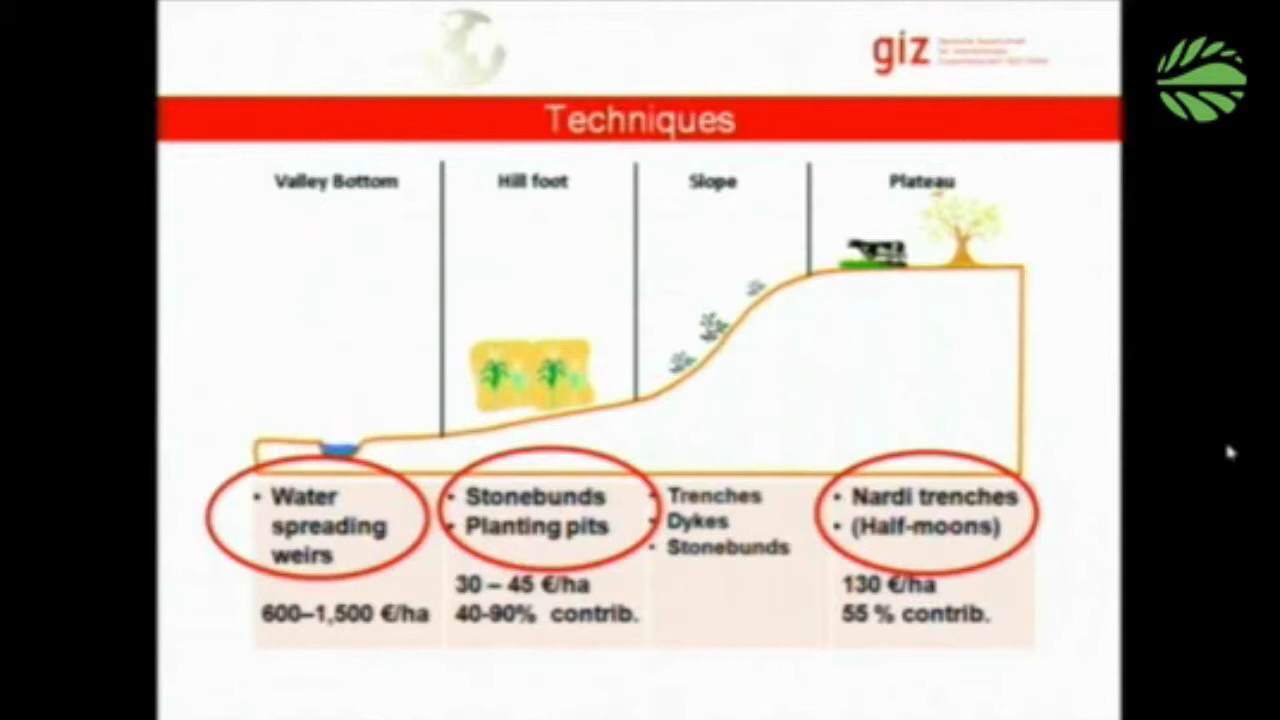 giz
Techniques
Valley Bottom
Hill foot
Slope
Plateau
• Water
spreading
weirs
600–1,500 €/ha
• Stonebunds
• Planting pits
30 – 45 €/ha
40-90% contrib.
• Trenches
• Dykes
• Stonebunds
• Nardi trenches
• (Half-moons)
130 €/ha
55 % contrib.